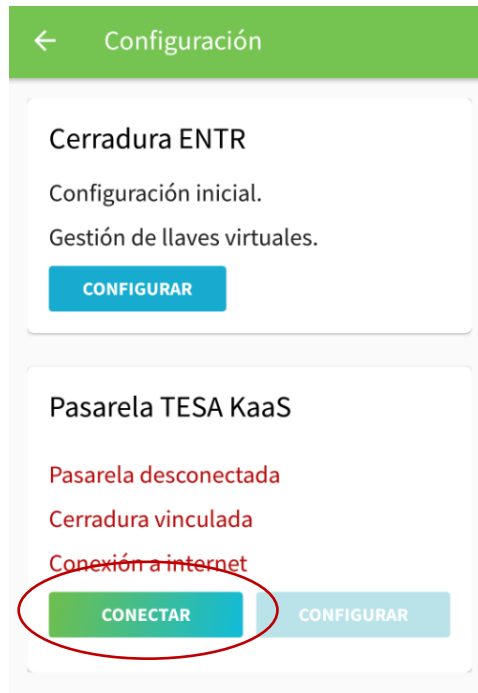 Configuración
Cerradura ENTR
Configuración inicial.
Gestión de llaves virtuales.
CONFIGURAR
Pasarela TESA KaaS
Pasarela desconectada
Cerradura vinculada
Conexión a internet
CONECTAR CONFIGURAR